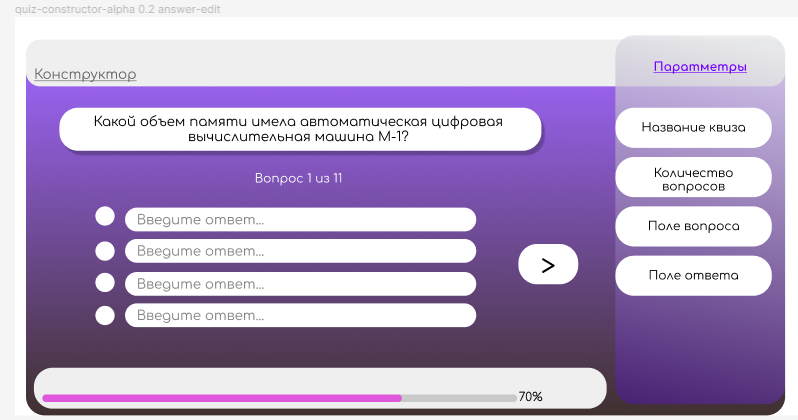 quiz-constructor-alpha 0.2 answer-edit
Конструктор
Параметмеры
Какой объем памяти имела автоматическая цифровая
вычислительная машина М-1?
Вопрос 1 из 11
Введите ответ...
Введите ответ...
Введите ответ...
Введите ответ...
>
Название квиза
Количество
вопросов
Поле вопроса
Поле ответа
70%